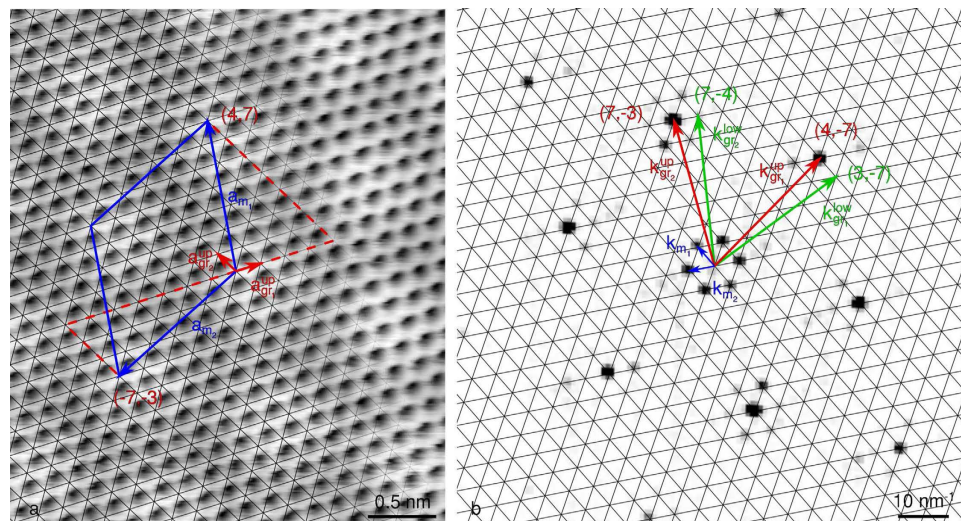 (4,7)
a_m1
a_gr2^up
a_gr1^up
a_m2
(-7,-3)
a
0.5 nm
(7,-3)
(7,-4)
k_gr2^up
k_gr2^low
(4,-7)
k_gr1^up
(3,-7)
k_gr1^low
k_m1
k_m2
b
10 nm⁻¹